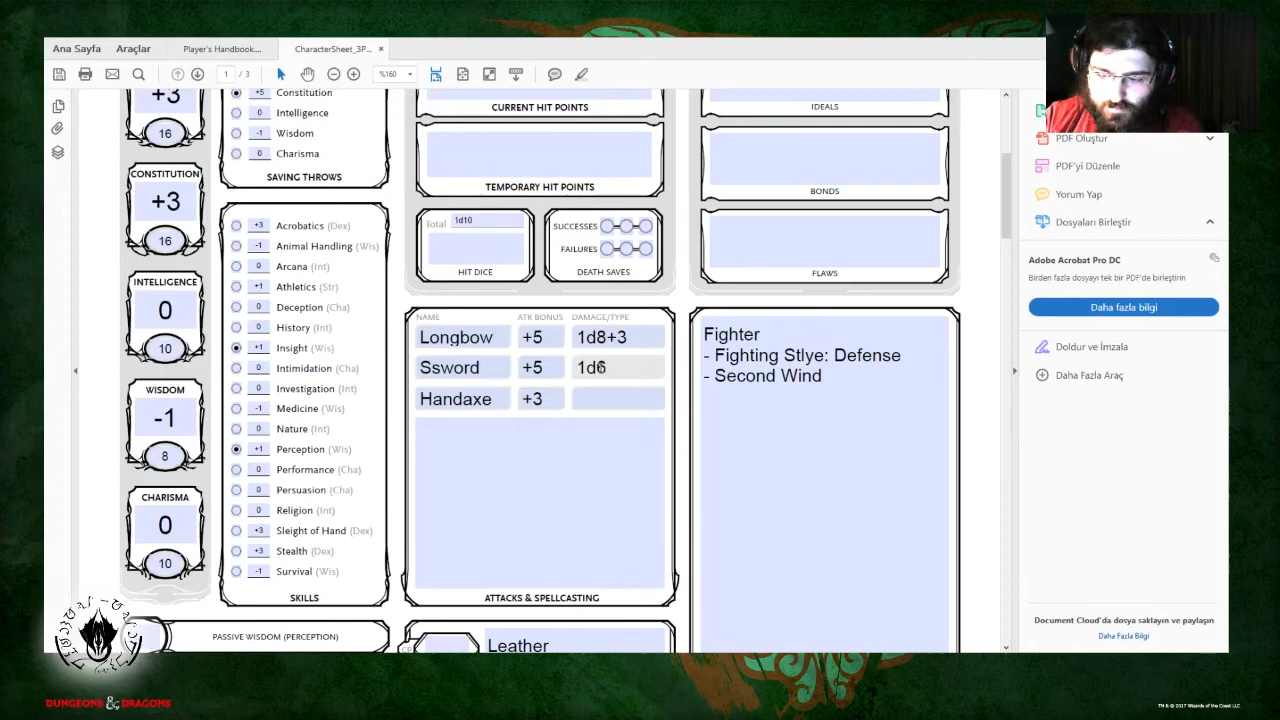 Ana Sayfa Araçlar Player's Handbook.... CharacterSheet_3P... ×
1 / 3 %160
+3
16
CONSTITUTION
+3
16
INTELLIGENCE
0
10
WISDOM
-1
8
CHARISMA
0
10
+5 Constitution
0 Intelligence
-1 Wisdom
0 Charisma
SAVING THROWS
+3 Acrobatics (Dex)
-1 Animal Handling (Wis)
0 Arcana (Int)
+1 Athletics (Str)
0 Deception (Cha)
0 History (Int)
+1 Insight (Wis)
0 Intimidation (Cha)
0 Investigation (Int)
-1 Medicine (Wis)
0 Nature (Int)
+1 Perception (Wis)
0 Performance (Cha)
0 Persuasion (Cha)
0 Religion (Int)
+3 Sleight of Hand (Dex)
+3 Stealth (Dex)
-1 Survival (Wis)
SKILLS
PASSIVE WISDOM (PERCEPTION)
CURRENT HIT POINTS
TEMPORARY HIT POINTS
Total 1d10
HIT DICE
SUCCESSES
FAILURES
DEATH SAVES
NAME ATK BONUS DAMAGE/TYPE
Longbow +5 1d8+3
Ssword +5 1d6
Handaxe +3
ATTACKS & SPELLCASTING
CP
Leather
IDEALS
BONDS
FLAWS
Fighter
- Fighting Stlye: Defense
- Second Wind
PDF Oluştur
PDF'yi Düzenle
Yorum Yap
Dosyaları Birleştir
Adobe Acrobat Pro DC
Birden fazla dosyayı tek bir PDF'de birleştirin
Daha fazla bilgi
Doldur ve İmzala
Daha Fazla Araç
Document Cloud'da dosya saklayın ve paylaşın
Daha Fazla Bilgi
DUNGEONS & DRAGONS
TM & © 2017 Wizards of the Coast LLC